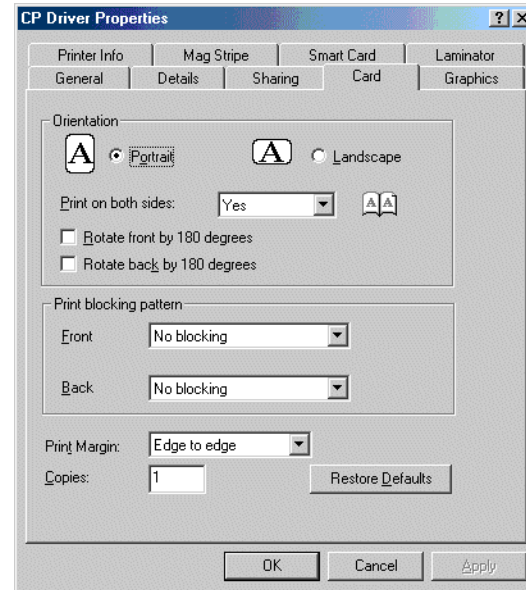 CP Driver Properties ? X
Printer Info Mag Stripe Smart Card Laminator
General Details Sharing Card Graphics
Orientation
A Portrait A Landscape
Print on both sides: Yes AA
Rotate front by 180 degrees
Rotate back by 180 degrees
Print blocking pattern
Front No blocking
Back No blocking
Print Margin: Edge to edge
Copies: 1 Restore Defaults
OK Cancel Apply